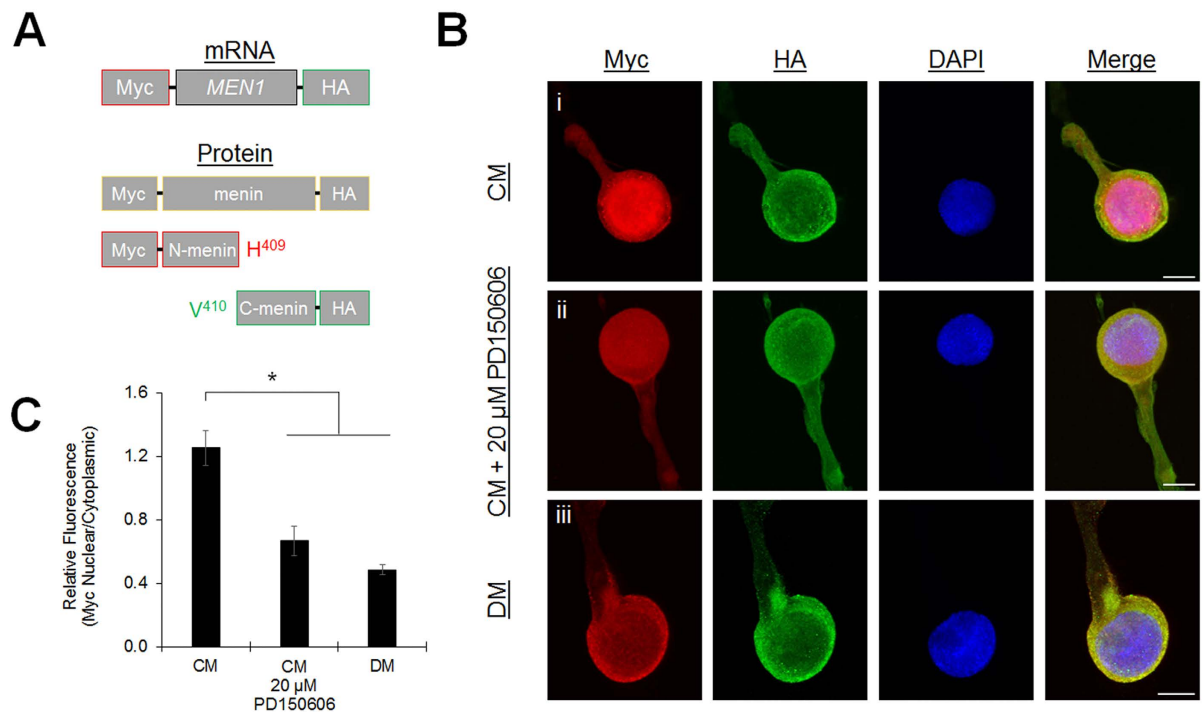 A
mRNA
Myc MEN1 HA
Protein
Myc menin HA
Myc N-menin H409
V410 C-menin HA
B
Myc HA DAPI Merge
i
CM
ii
CM + 20 µM PD150606
iii
DM
C
*
Relative Fluorescence
(Myc Nuclear/Cytoplasmic)
1.6
1.2
0.8
0.4
0.0
CM CM DM
20 µM
PD150606